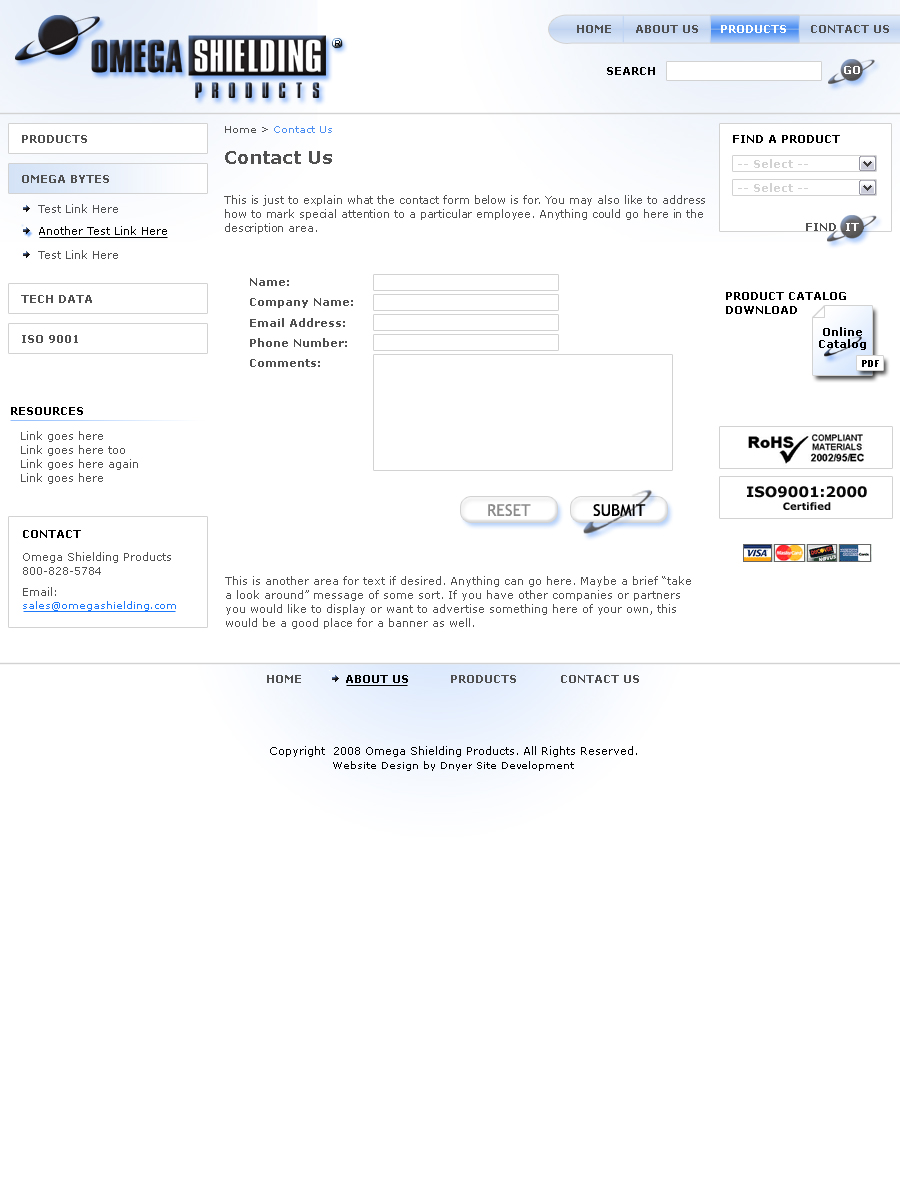 OMEGA SHIELDING ®
PRODUCTS
HOME ABOUT US PRODUCTS CONTACT US
SEARCH GO
PRODUCTS
OMEGA BYTES
Test Link Here
Another Test Link Here
Test Link Here
TECH DATA
ISO 9001
RESOURCES
Link goes here
Link goes here too
Link goes here again
Link goes here
CONTACT
Omega Shielding Products
800-828-5784
Email:
sales@omegashielding.com
Home > Contact Us
Contact Us
This is just to explain what the contact form below is for. You may also like to address
how to mark special attention to a particular employee. Anything could go here in the
description area.
Name:
Company Name:
Email Address:
Phone Number:
Comments:
RESET SUBMIT
This is another area for text if desired. Anything can go here. Maybe a brief “take
a look around” message of some sort. If you have other companies or partners
you would like to display or want to advertise something here of your own, this
would be a good place for a banner as well.
FIND A PRODUCT
-- Select --
-- Select --
FIND IT
PRODUCT CATALOG
DOWNLOAD
Online
Catalog
PDF
RoHS COMPLIANT
MATERIALS
2002/95/EC
ISO9001:2000
Certified
VISA MasterCard DISCOVER NOVUS
HOME ABOUT US PRODUCTS CONTACT US
Copyright 2008 Omega Shielding Products. All Rights Reserved.
Website Design by Dnyer Site Development